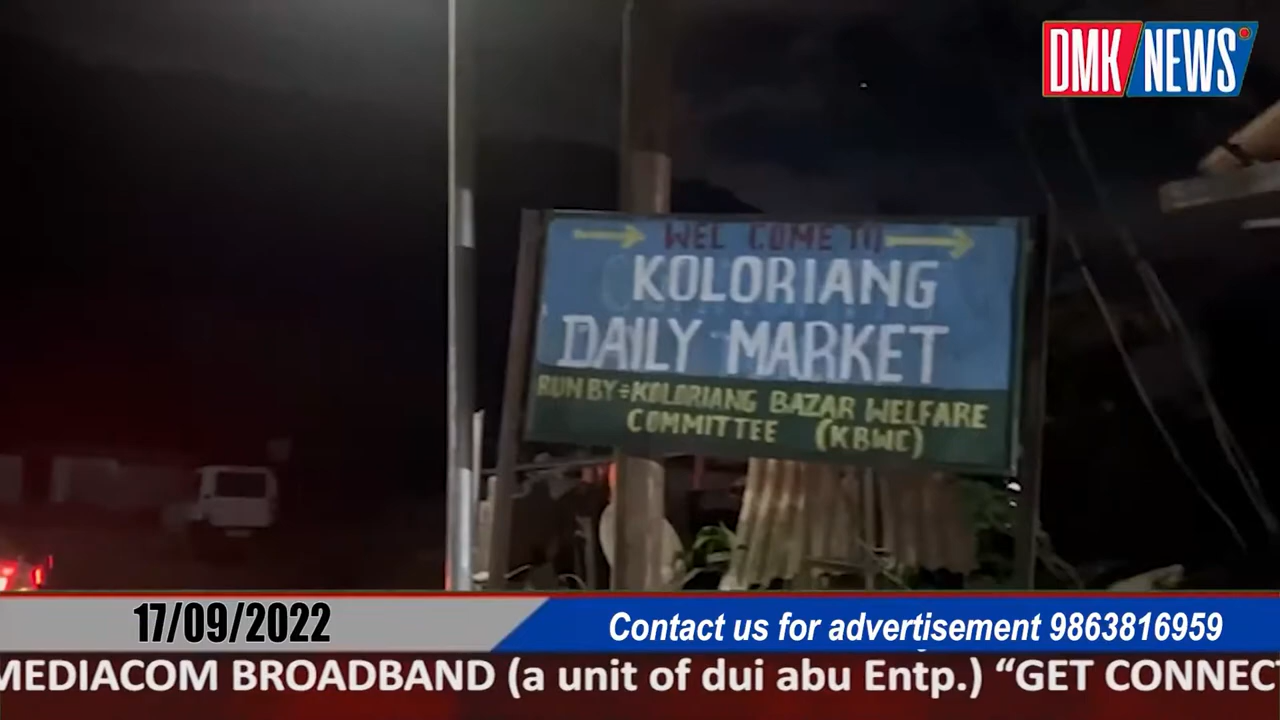 DMK NEWS
WEL COME TO
KOLORIANG
DAILY MARKET
RUN BY = KOLORIANG BAZAR WELFARE
COMMITTEE (KBWC)
17/09/2022
Contact us for advertisement 9863816959
MEDIACOM BROADBAND (a unit of dui abu Entp.) “GET CONNECT